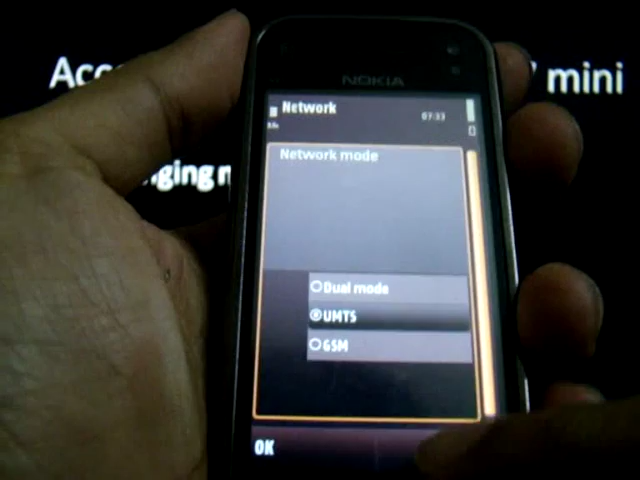 mini
NOKIA
Network
07:33
Network mode
Dual mode
UMTS
GSM
OK